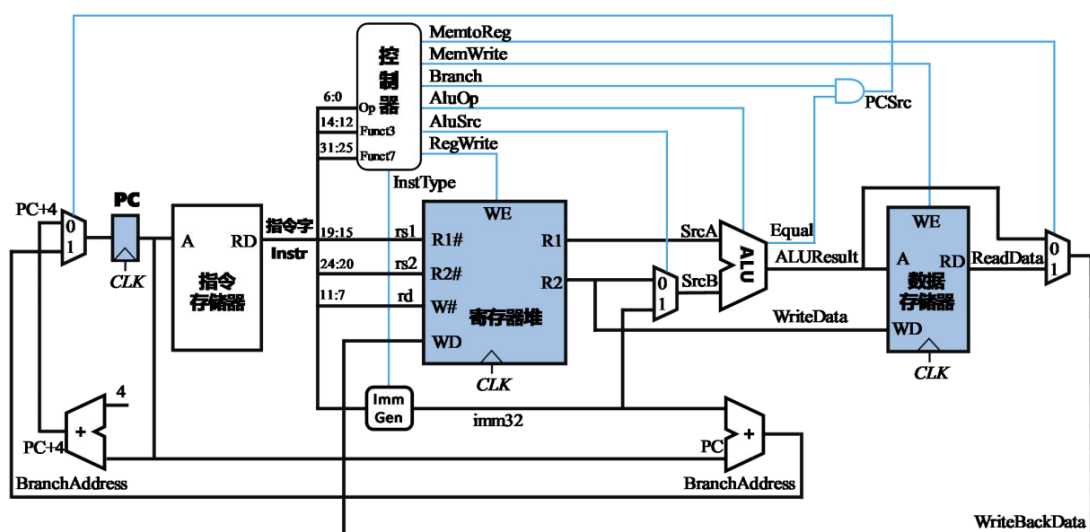 控制器
Op
Funct3
Funct7
6:0
14:12
31:25
MemtoReg
MemWrite
Branch
AluOp
AluSrc
RegWrite
InstType
PCSrc
PC+4
0
1
PC
CLK
A
RD
指令
存储器
指令字
Instr
19:15
rs1
24:20
rs2
11:7
rd
WE
R1#
R1
R2#
R2
W#
寄存器堆
WD
CLK
SrcA
0
1
SrcB
ALU
Equal
ALUResult
WriteData
WE
A
RD
数据
存储器
WD
CLK
ReadData
0
1
4
+
PC+4
BranchAddress
Imm
Gen
imm32
+
PC
BranchAddress
WriteBackData